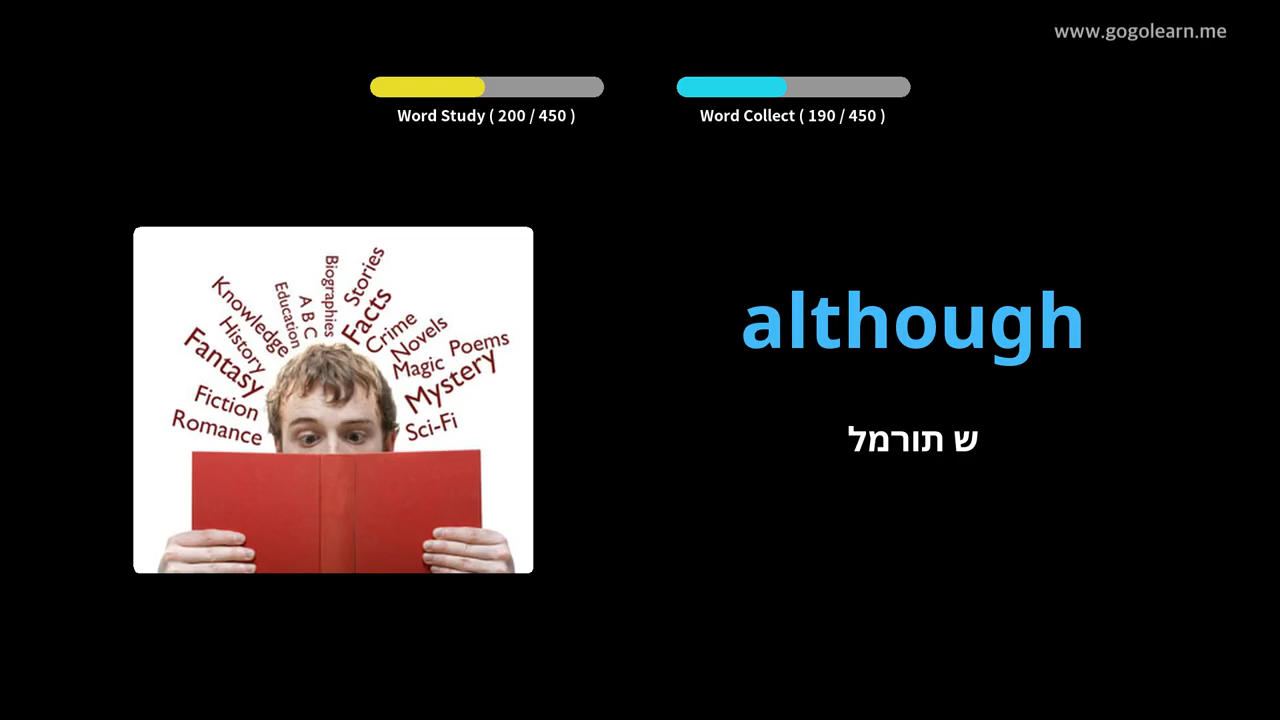 www.gogolearn.me
Word Study ( 200 / 450 )
Word Collect ( 190 / 450 )
Biographies
Stories
Knowledge
Education
A B C
Facts
Crime
History
Novels
Poems
Fantasy
Magic
Mystery
Fiction
Romance
Sci-Fi
although
ש תורמל